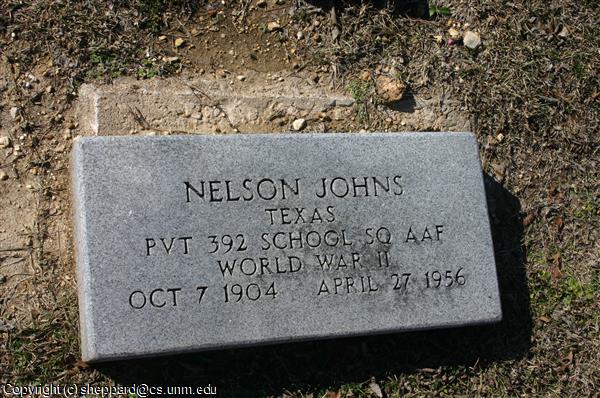 NELSON JOHNS
TEXAS
PVT 392 SCHOOL SQ AAF
WORLD WAR II
OCT 7 1904 APRIL 27 1956
Copyright (c) sheppard@cs.unm.edu